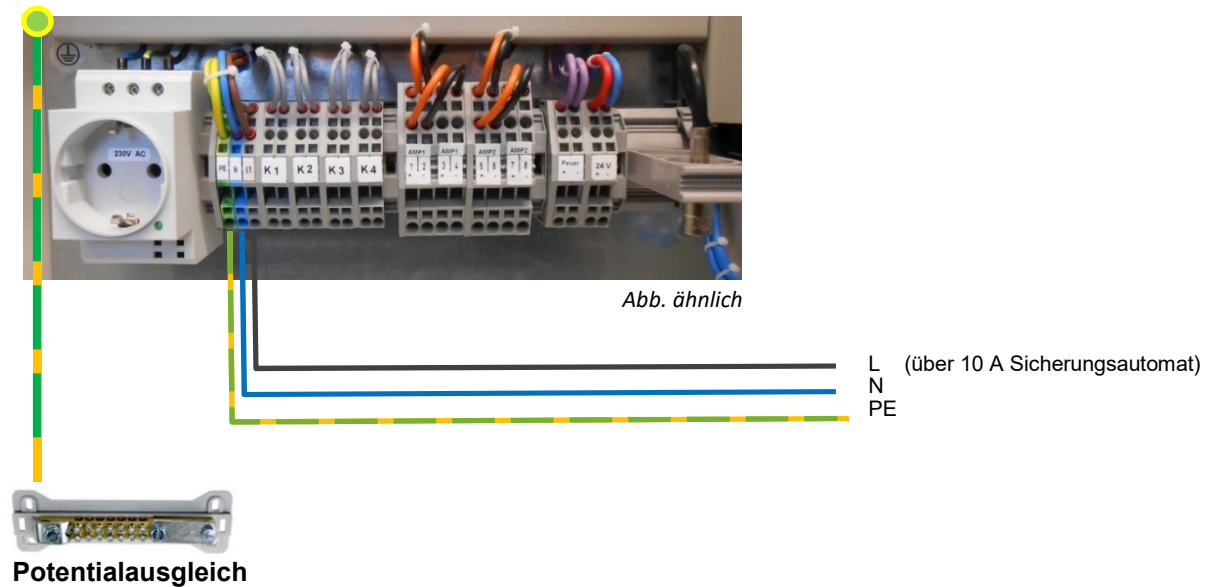 230V AC
PE N L1 K1 K2 K3 K4
AMP1 AMP1 AMP2 AMP2
1 2 3 4 5 6 7 8
Feuer 24 V
Abb. ähnlich
L (über 10 A Sicherungsautomat)
N
PE
Potentialausgleich